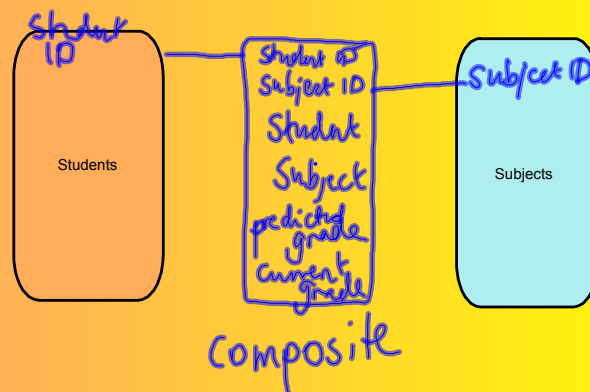 Student
ID
Students
Student ID
Subject ID
Student
Subject
predicted
grade
current
grade
composite
Subject ID
Subjects